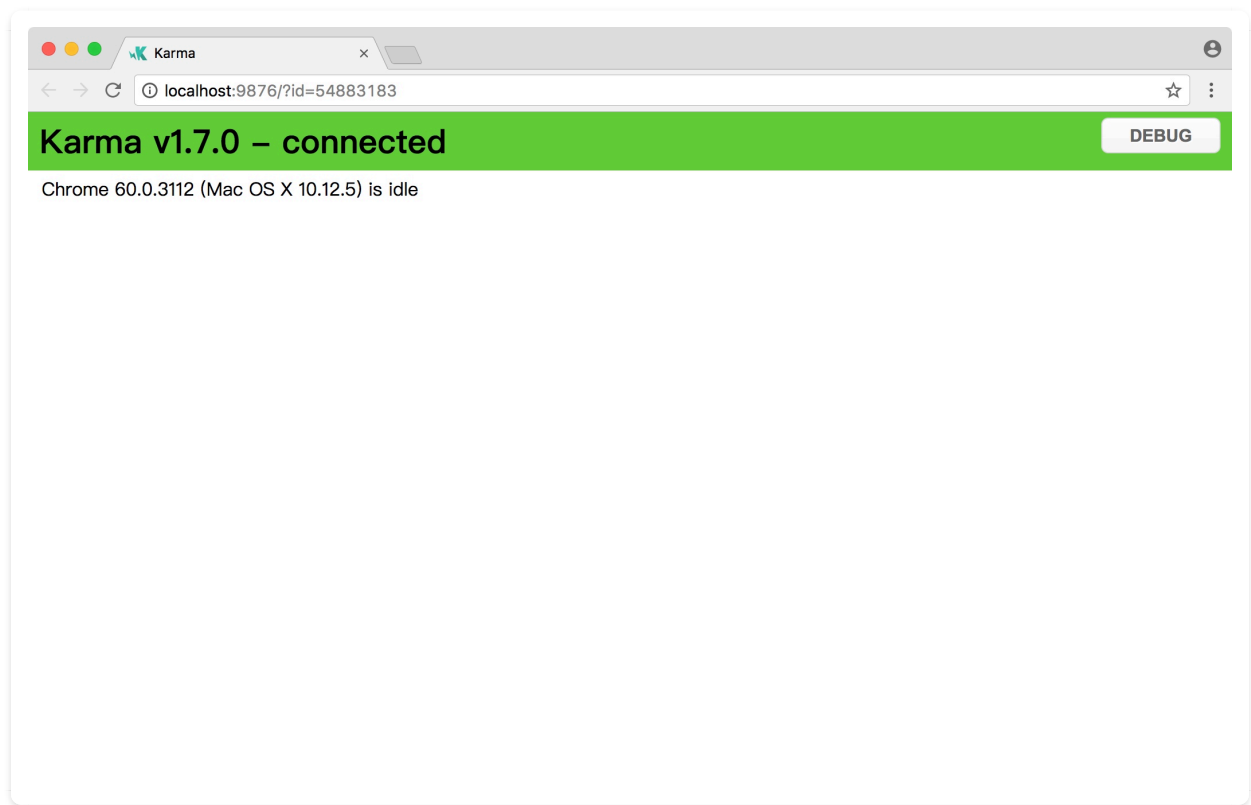 Karma
localhost:9876/?id=54883183
Karma v1.7.0 – connected
DEBUG
Chrome 60.0.3112 (Mac OS X 10.12.5) is idle